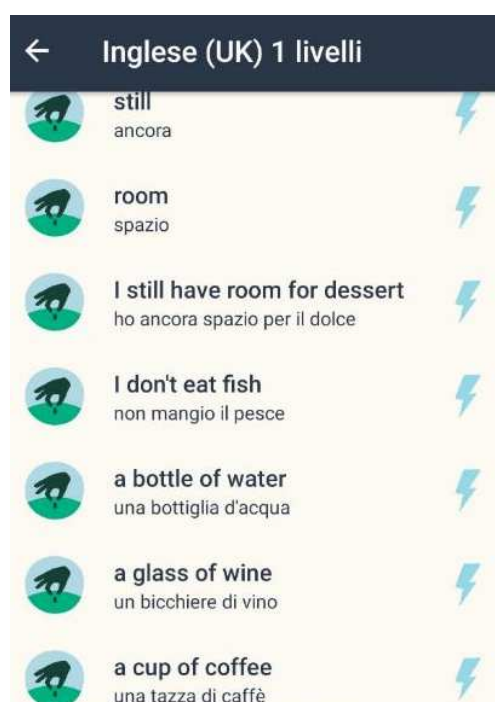 Inglese (UK) 1 livelli
still
ancora
room
spazio
I still have room for dessert
ho ancora spazio per il dolce
I don't eat fish
non mangio il pesce
a bottle of water
una bottiglia d'acqua
a glass of wine
un bicchiere di vino
a cup of coffee
una tazza di caffè